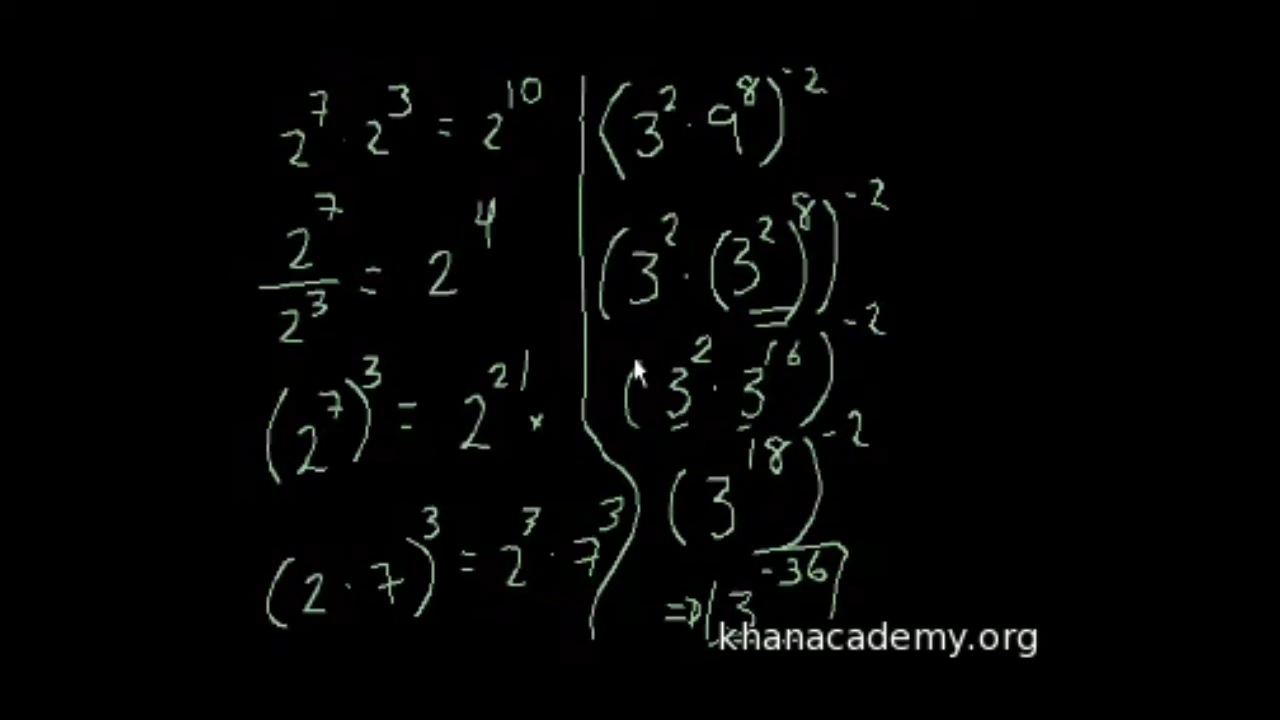 2^7 · 2^3 = 2^10
2^7 / 2^3 = 2^4
(2^7)^3 = 2^21
(2 · 7)^3 = 2^3 · 7^3
(3^2 · 9^8)^-2
(3^2 · (3^2)^8)^-2
(3^2 · 3^16)^-2
(3^18)^-2
⇒ 3^-36
khanacademy.org